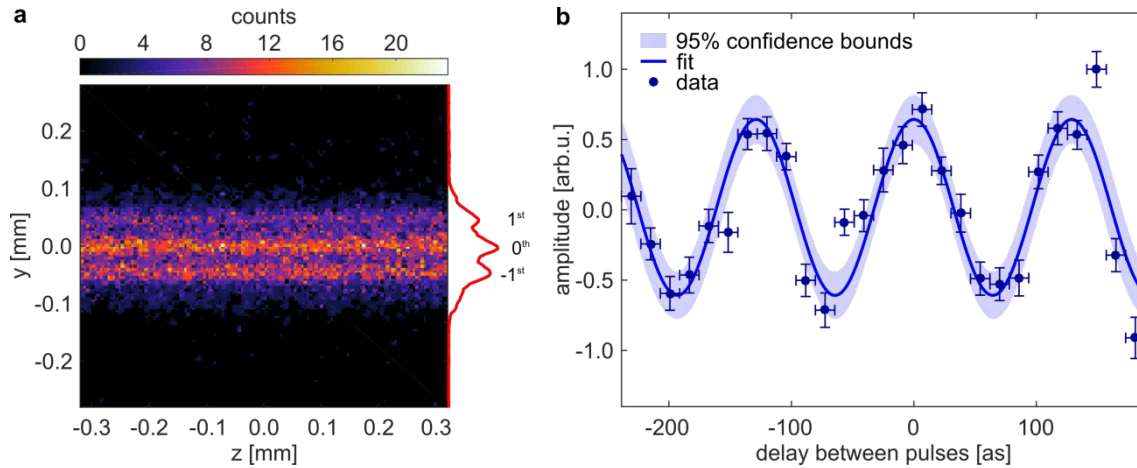 a
counts
0 4 8 12 16 20
0.2
0.1
0.0
-0.1
-0.2
y [mm]
1st
0th
-1st
-0.3 -0.2 -0.1 0.0 0.1 0.2 0.3
z [mm]
b
95% confidence bounds
fit
data
1.0
0.5
0.0
-0.5
-1.0
amplitude [arb.u.]
-200 -100 0 100
delay between pulses [as]